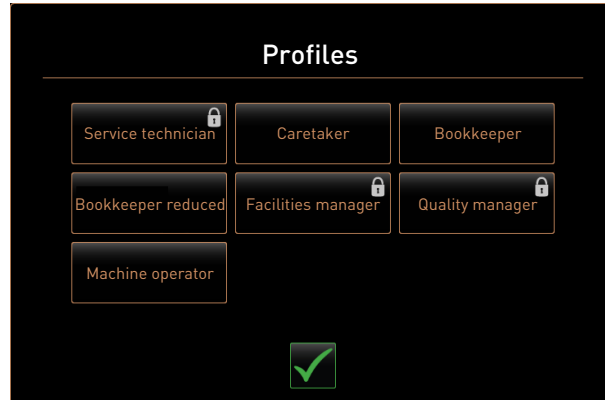 Profiles
Service technician
Caretaker
Bookkeeper
Bookkeeper reduced
Facilities manager
Quality manager
Machine operator